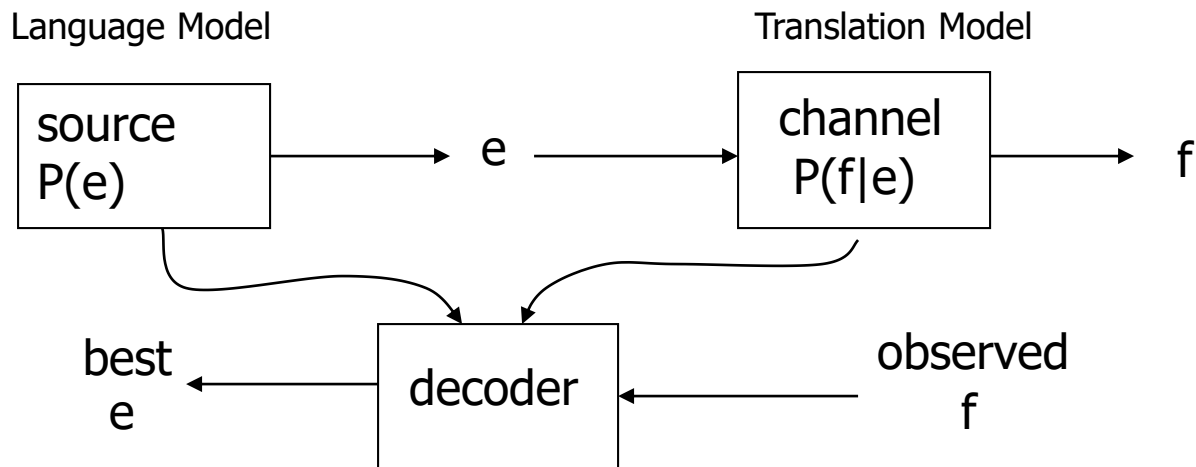 Language Model
Translation Model
source
P(e)
e
channel
P(f|e)
f
best
e
decoder
observed
f